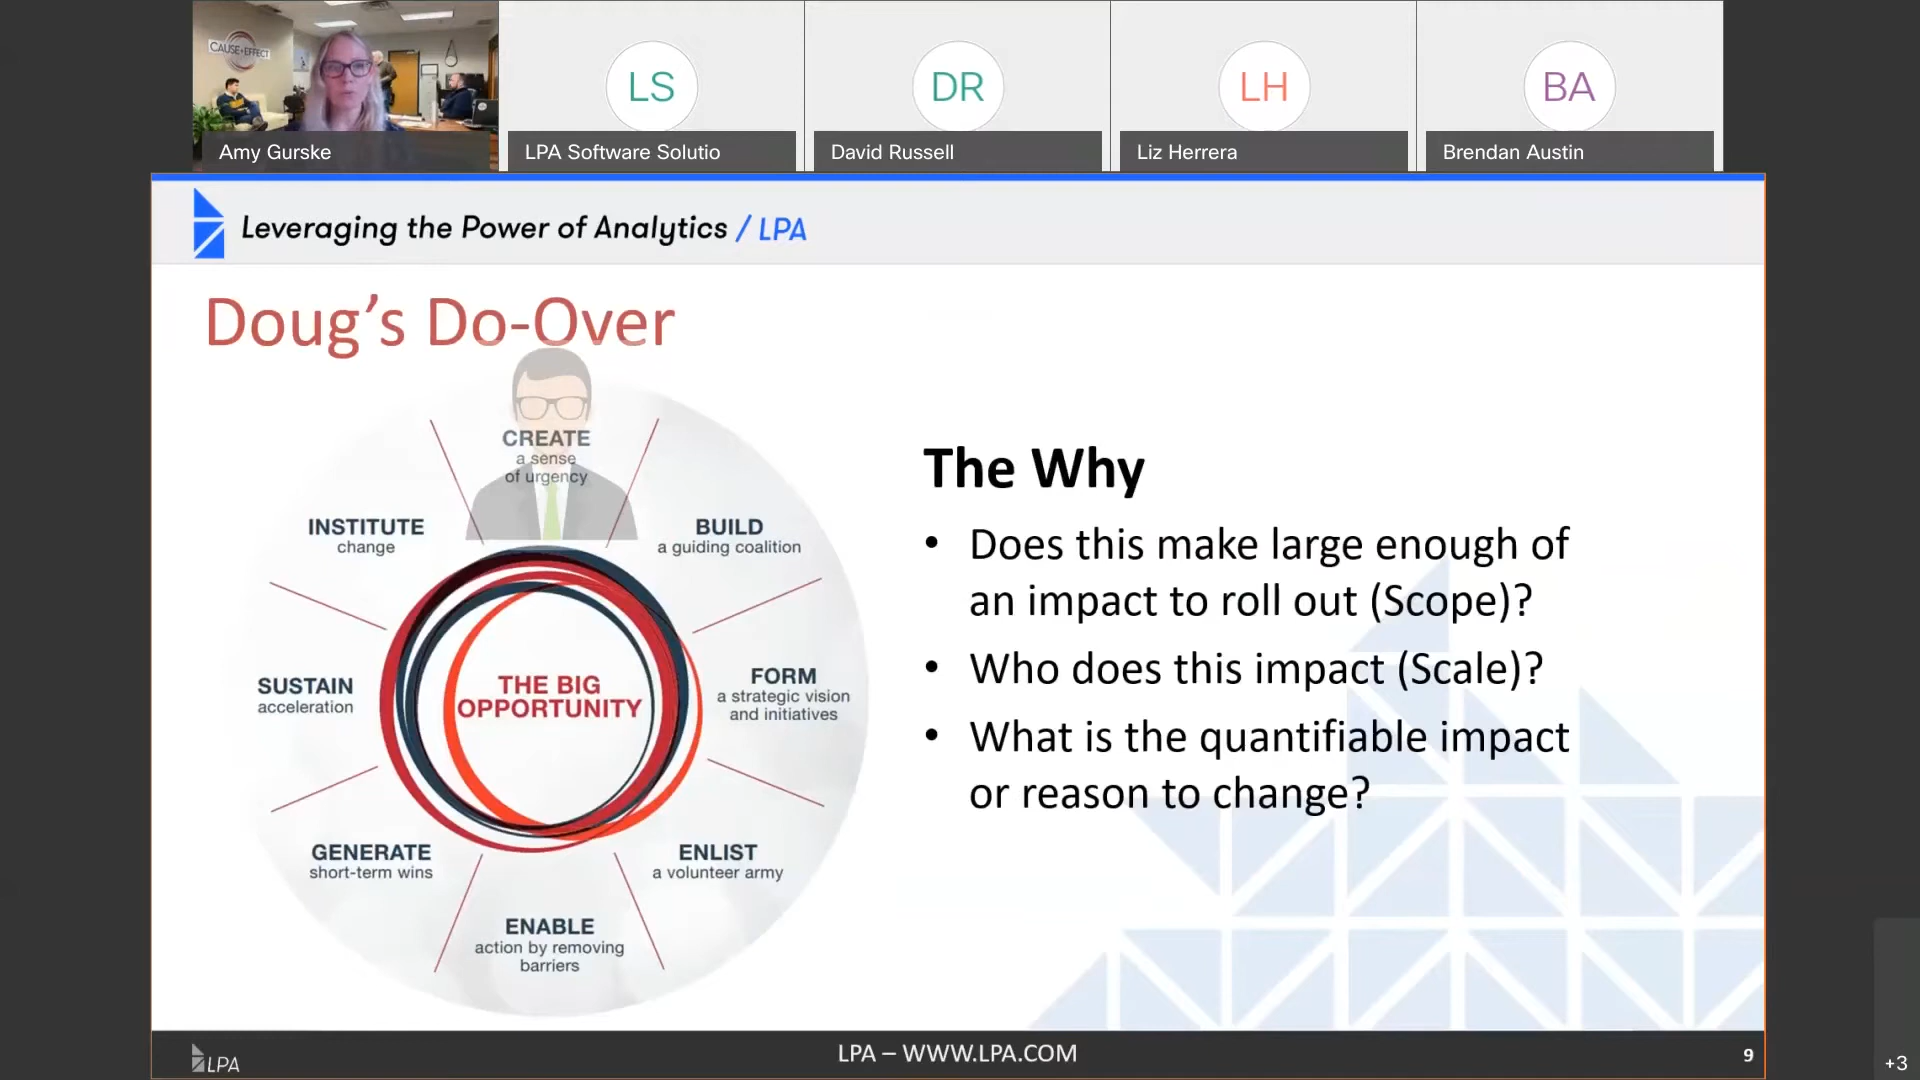 CAUSE+EFFECT
LS
DR
LH
BA
Amy Gurske
LPA Software Solutio
David Russell
Liz Herrera
Brendan Austin
Leveraging the Power of Analytics / LPA
Doug's Do-Over
CREATE
a sense
of urgency
BUILD
a guiding coalition
FORM
a strategic vision
and initiatives
ENLIST
a volunteer army
ENABLE
action by removing
barriers
GENERATE
short-term wins
SUSTAIN
acceleration
INSTITUTE
change
THE BIG
OPPORTUNITY
The Why
• Does this make large enough of
an impact to roll out (Scope)?
• Who does this impact (Scale)?
• What is the quantifiable impact
or reason to change?
LPA
LPA – WWW.LPA.COM
9
+3